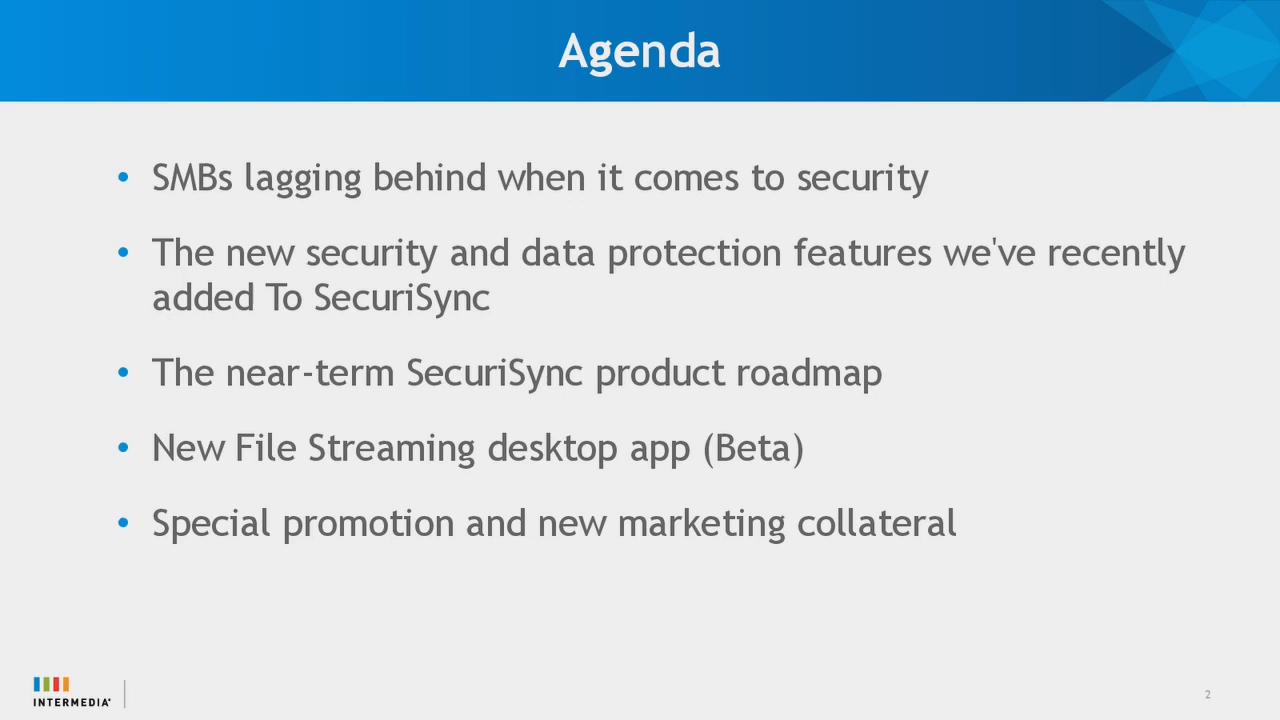 Agenda
• SMBs lagging behind when it comes to security
• The new security and data protection features we've recently
added To SecuriSync
• The near-term SecuriSync product roadmap
• New File Streaming desktop app (Beta)
• Special promotion and new marketing collateral
INTERMEDIA
2